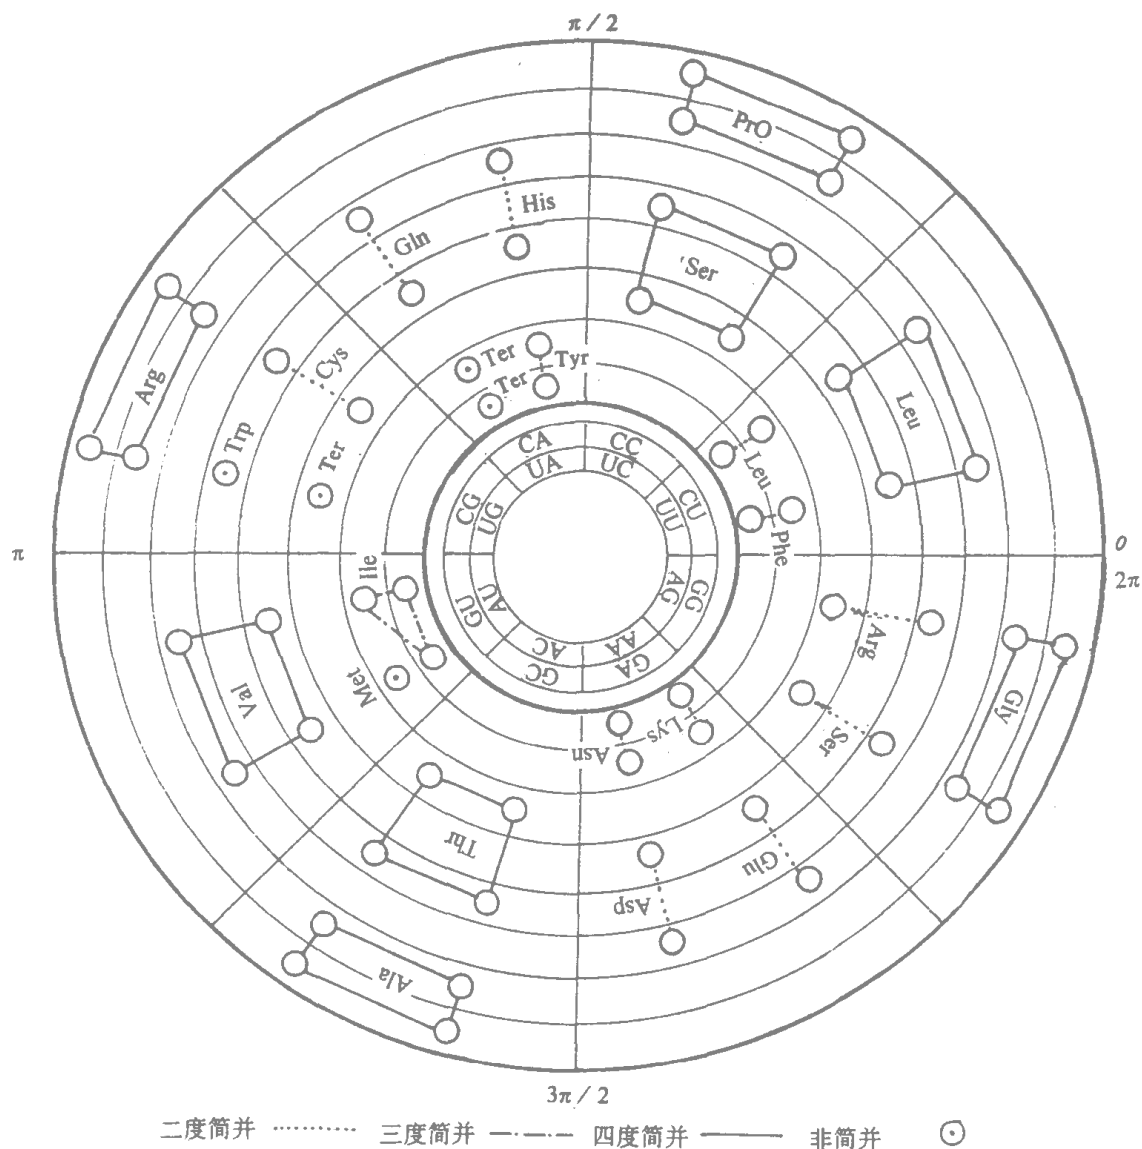 π / 2
PrO
His
Gln
Ser
Arg
Cys
Ter
Tyr
Ter
Leu
Trp
Ter
Leu
CA
CC
UA
UC
CG
UG
CU
UU
Phe
π
0
2π
Ile
GU
AU
AG
GG
AC
AA
GC
GA
Arg
Met
Val
Gly
Ser
Lys
Asn
Thr
Glu
Asp
Ala
3π / 2
二度简并 三度简并 四度简并 非简并